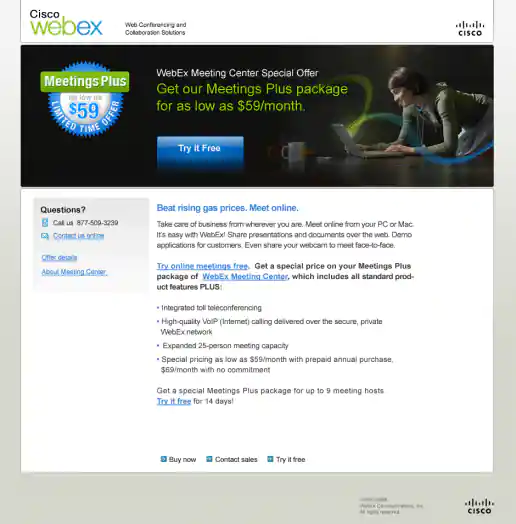 Cisco
webex
Web Conferencing and
Collaboration Solutions
CISCO
Meetings Plus
$59
LIMITED TIME OFFER
WebEx Meeting Center Special Offer
Get our Meetings Plus package
for as low as $59/month.
Try it Free
Questions?
Call us 877-509-3239
Contact us online
Offer details
About Meeting Center
Beat rising gas prices. Meet online.
Take care of business from wherever you are. Meet online from your PC or Mac.
It's easy with WebEx! Share presentations and documents over the web. Demo
applications for customers. Even share your webcam to meet face-to-face.
Try online meetings free. Get a special price on your Meetings Plus
package of WebEx Meeting Center, which includes all standard prod-
uct features PLUS:
• Integrated toll teleconferencing
• High-quality VoIP (Internet) calling delivered over the secure, private
WebEx network
• Expanded 25-person meeting capacity
• Special pricing as low as $59/month with prepaid annual purchase,
$69/month with no commitment
Get a special Meetings Plus package for up to 9 meeting hosts
Try it free for 14 days!
Buy now
Contact sales
Try it free
WebEx Communications, Inc.
All rights reserved.
CISCO